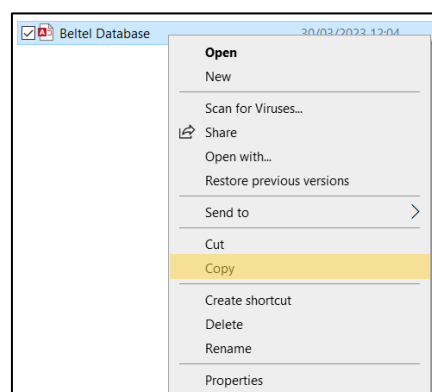 Beltel Database 30/03/2023 12:04
Open
New
Scan for Viruses...
Share
Open with...
Restore previous versions
Send to
Cut
Copy
Create shortcut
Delete
Rename
Properties